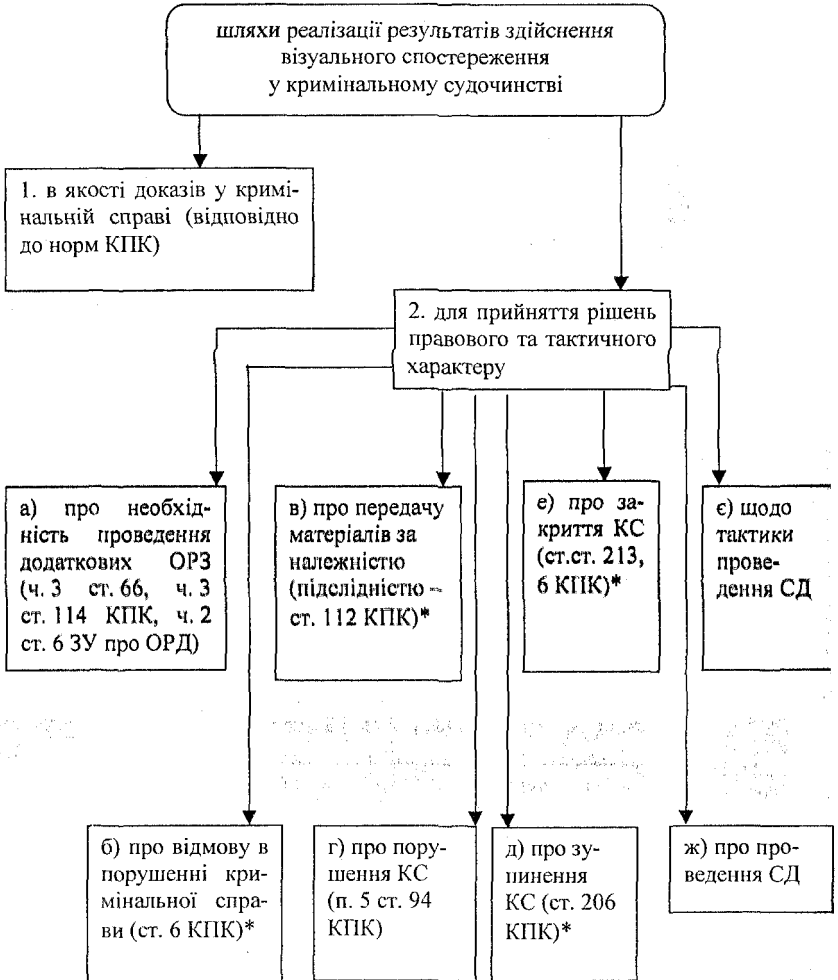 шляхи реалізації результатів здійснення
візуального спостереження
у кримінальному судочинстві
1. в якості доказів у кримі-
нальній справі (відповідно
до норм КПК)
2. для прийняття рішень
правового та тактичного
характеру
а) про необхід-
ність проведення
додаткових ОРЗ
(ч. 3 ст. 66, ч. 3
ст. 114 КПК, ч. 2
ст. 6 ЗУ про ОРД)
в) про передачу
матеріалів за
належністю
(підслідністю –
ст. 112 КПК)*
е) про за-
криття КС
(ст.ст. 213,
6 КПК)*
є) щодо
тактики
прове-
дення СД
б) про відмову в
порушенні кри-
мінальної спра-
ви (ст. 6 КПК)*
г) про пору-
шення КС
(п. 5 ст. 94
КПК)
д) про зу-
пинення
КС (ст. 206
КПК)*
ж) про про-
ведення СД